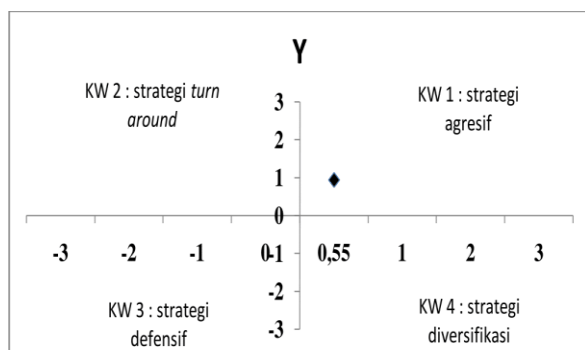 Y
KW 2 : strategi turn
around
KW 1 : strategi
agresif
3
2
1
0
-1
-2
-3
-3 -2 -1 0 0,55 1 2 3
KW 3 : strategi
defensif
KW 4 : strategi
diversifikasi